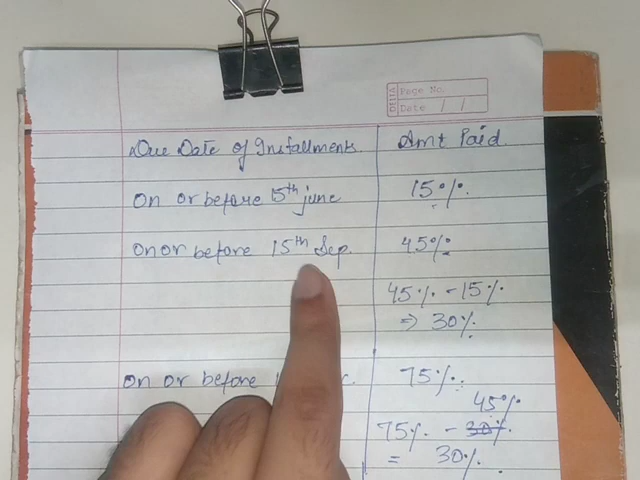 DELTA
Page No.
Date / /
Due Date of Installments Amt Paid
On or before 15th june 15%.
On or before 15th Sep. 45%
45% - 15%
⇒ 30%
On or before 75%
45%
75% - 30%
= 30%